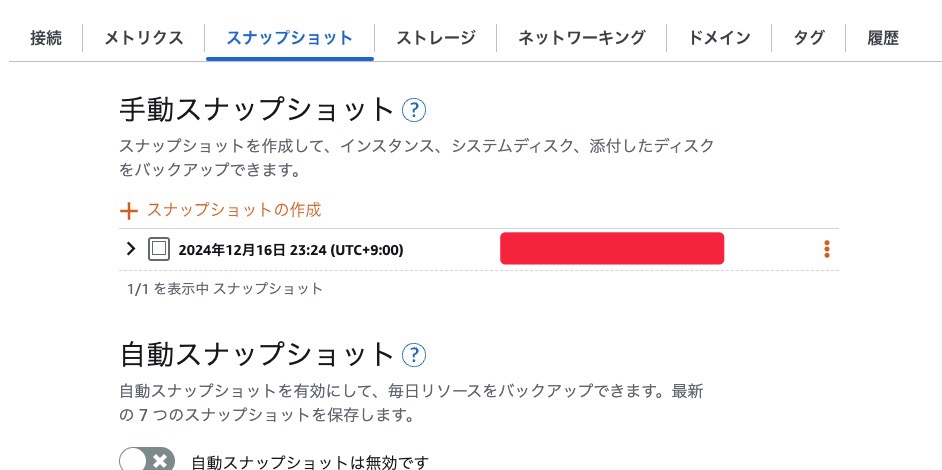 接続 メトリクス スナップショット ストレージ ネットワーキング ドメイン タグ 履歴
手動スナップショット ?
スナップショットを作成して、インスタンス、システムディスク、添付したディスク
をバックアップできます。
+ スナップショットの作成
2024年12月16日 23:24 (UTC+9:00)
1/1 を表示中 スナップショット
自動スナップショット ?
自動スナップショットを有効にして、毎日リソースをバックアップできます。最新
の 7 つのスナップショットを保存します。
自動スナップショットは無効です